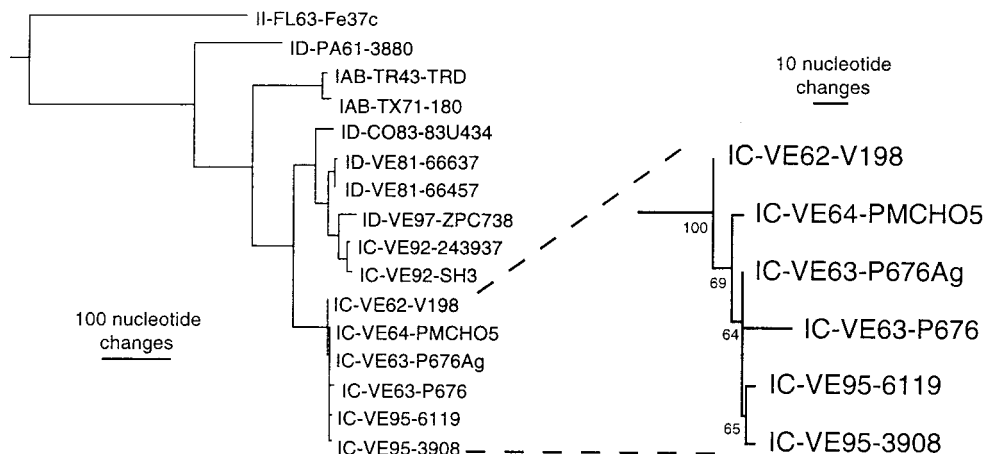 II-FL63-Fe37c
ID-PA61-3880
IAB-TR43-TRD
IAB-TX71-180
ID-CO83-83U434
ID-VE81-66637
ID-VE81-66457
ID-VE97-ZPC738
IC-VE92-243937
IC-VE92-SH3
IC-VE62-V198
IC-VE64-PMCHO5
IC-VE63-P676Ag
IC-VE63-P676
IC-VE95-6119
IC-VE95-3908
100 nucleotide
changes
10 nucleotide
changes
IC-VE62-V198
100
IC-VE64-PMCHO5
69
IC-VE63-P676Ag
64
IC-VE63-P676
IC-VE95-6119
65
IC-VE95-3908